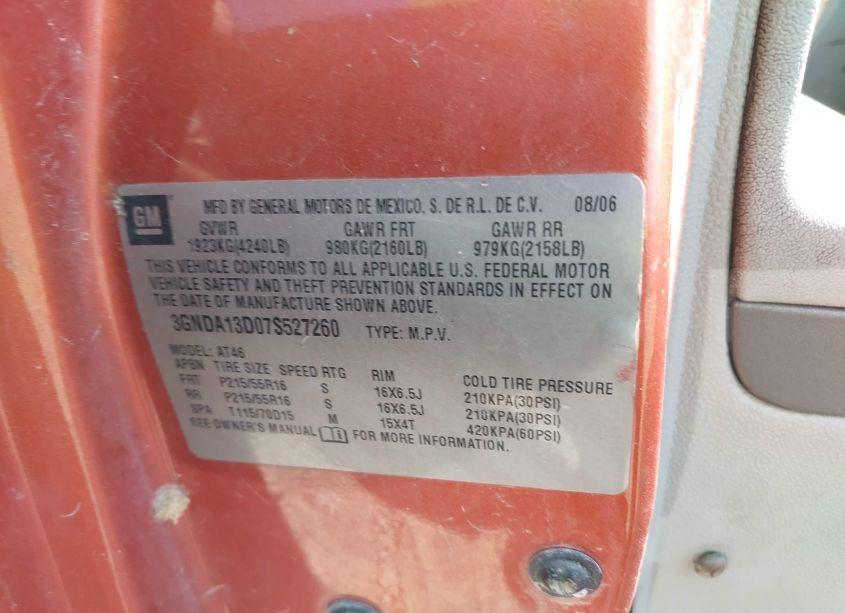 GM
MFD BY GENERAL MOTORS DE MEXICO, S. DE R.L. DE C.V. 08/06
GVWR GAWR FRT GAWR RR
1923KG(4240LB) 980KG(2160LB) 979KG(2158LB)
THIS VEHICLE CONFORMS TO ALL APPLICABLE U.S. FEDERAL MOTOR
VEHICLE SAFETY AND THEFT PREVENTION STANDARDS IN EFFECT ON
THE DATE OF MANUFACTURE SHOWN ABOVE.
3GNDA13D07S527260 TYPE: M.P.V.
MODEL: AT46
APBN TIRE SIZE SPEED RTG RIM COLD TIRE PRESSURE
FRT P215/55R16 S 16X6.5J 210KPA(30PSI)
RR P215/55R16 S 16X6.5J 210KPA(30PSI)
SPA T115/70D15 M 15X4T 420KPA(60PSI)
SEE OWNER'S MANUAL FOR MORE INFORMATION.